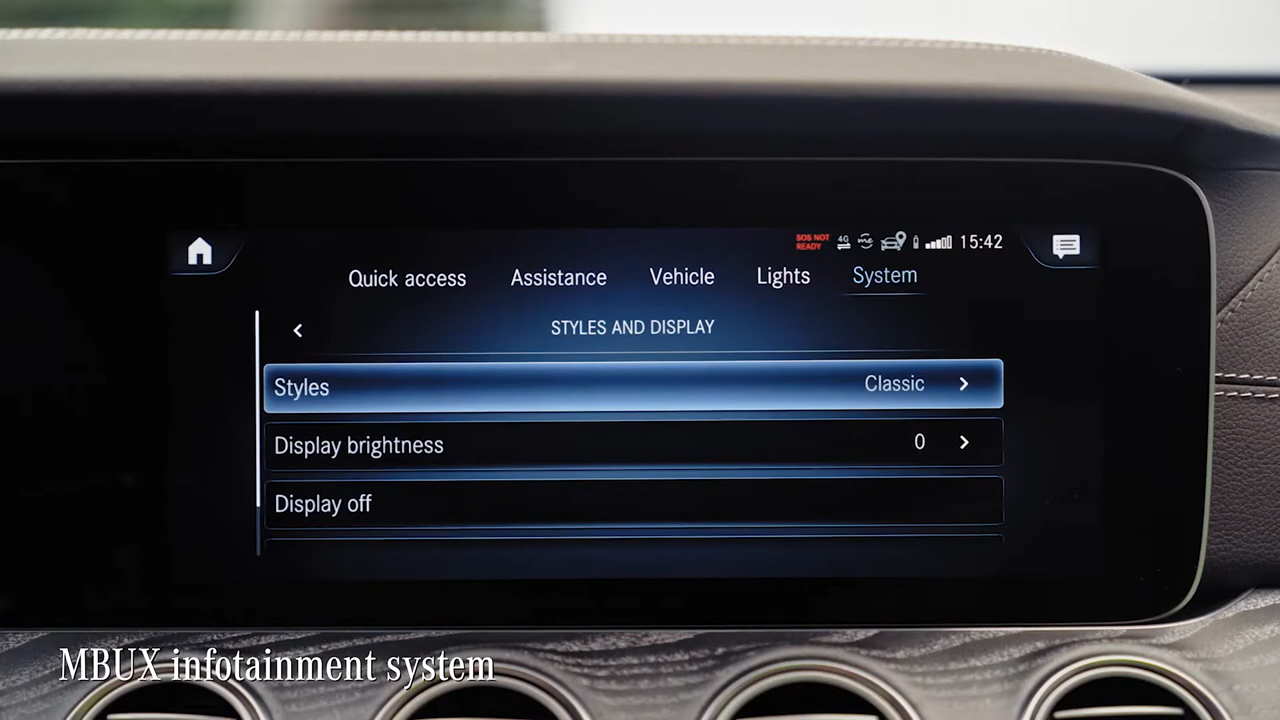 SOS NOT
READY
4G
me
15:42
Quick access
Assistance
Vehicle
Lights
System
STYLES AND DISPLAY
Styles
Classic
Display brightness
0
Display off
MBUX infotainment system